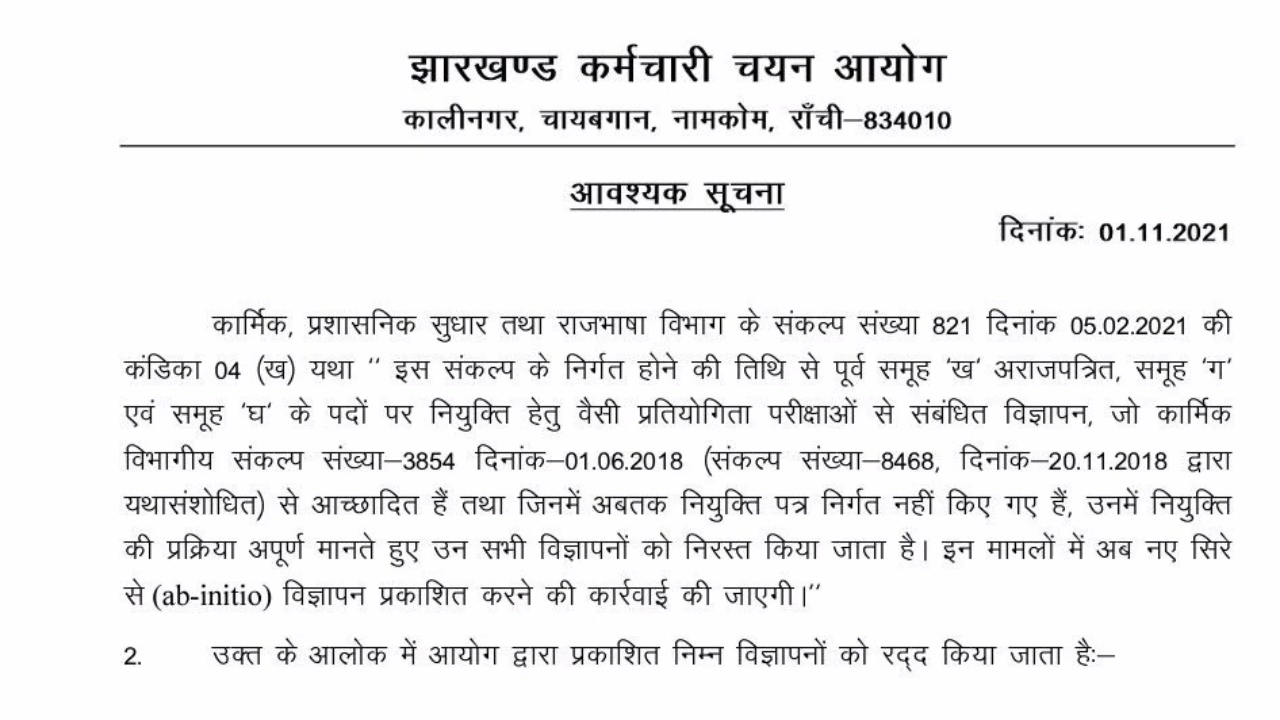 झारखण्ड कर्मचारी चयन आयोग
कालीनगर, चायबगान, नामकोम, राँची–834010
आवश्यक सूचना
दिनांकः 01.11.2021
कार्मिक, प्रशासनिक सुधार तथा राजभाषा विभाग के संकल्प संख्या 821 दिनांक 05.02.2021 की
कंडिका 04 (ख) यथा “ इस संकल्प के निर्गत होने की तिथि से पूर्व समूह ‘ख’ अराजपत्रित, समूह ‘ग’
एवं समूह ‘घ’ के पदों पर नियुक्ति हेतु वैसी प्रतियोगिता परीक्षाओं से संबंधित विज्ञापन, जो कार्मिक
विभागीय संकल्प संख्या–3854 दिनांक–01.06.2018 (संकल्प संख्या–8468, दिनांक–20.11.2018 द्वारा
यथासंशोधित) से आच्छादित हैं तथा जिनमें अबतक नियुक्ति पत्र निर्गत नहीं किए गए हैं, उनमें नियुक्ति
की प्रक्रिया अपूर्ण मानते हुए उन सभी विज्ञापनों को निरस्त किया जाता है। इन मामलों में अब नए सिरे
से (ab-initio) विज्ञापन प्रकाशित करने की कार्रवाई की जाएगी।”
2. उक्त के आलोक में आयोग द्वारा प्रकाशित निम्न विज्ञापनों को रद्द किया जाता हैः–